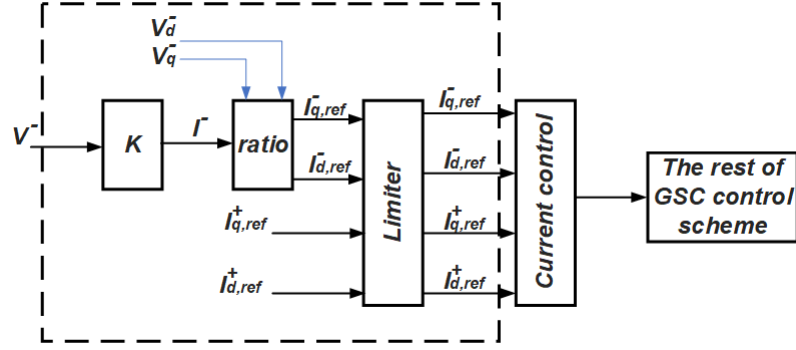 V⁻d
V⁻q
V⁻
K
I⁻
ratio
I⁻q,ref
I⁻d,ref
I⁺q,ref
I⁺d,ref
Limiter
I⁻q,ref
I⁻d,ref
I⁺q,ref
I⁺d,ref
Current control
The rest of
GSC control
scheme